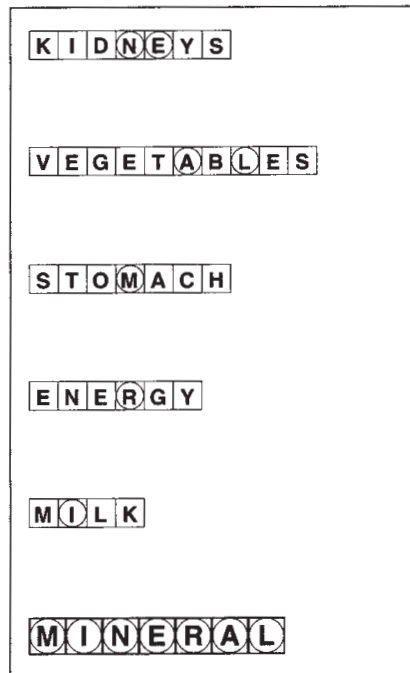 KIDNEYS
VEGETABLES
STOMACH
ENERGY
MILK
MINERAL